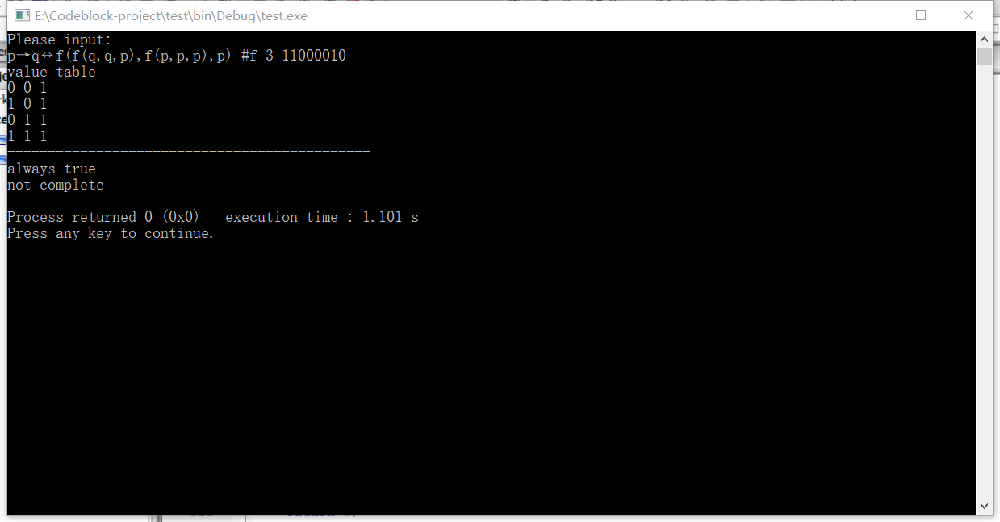 E:\Codeblock-project\test\bin\Debug\test.exe
Please input:
p→q↔f(f(q,q,p),f(p,p,p),p) #f 3 11000010
value table
0 0 1
1 0 1
0 1 1
1 1 1
---------------------------------------------
always true
not complete
Process returned 0 (0x0)   execution time : 1.101 s
Press any key to continue.